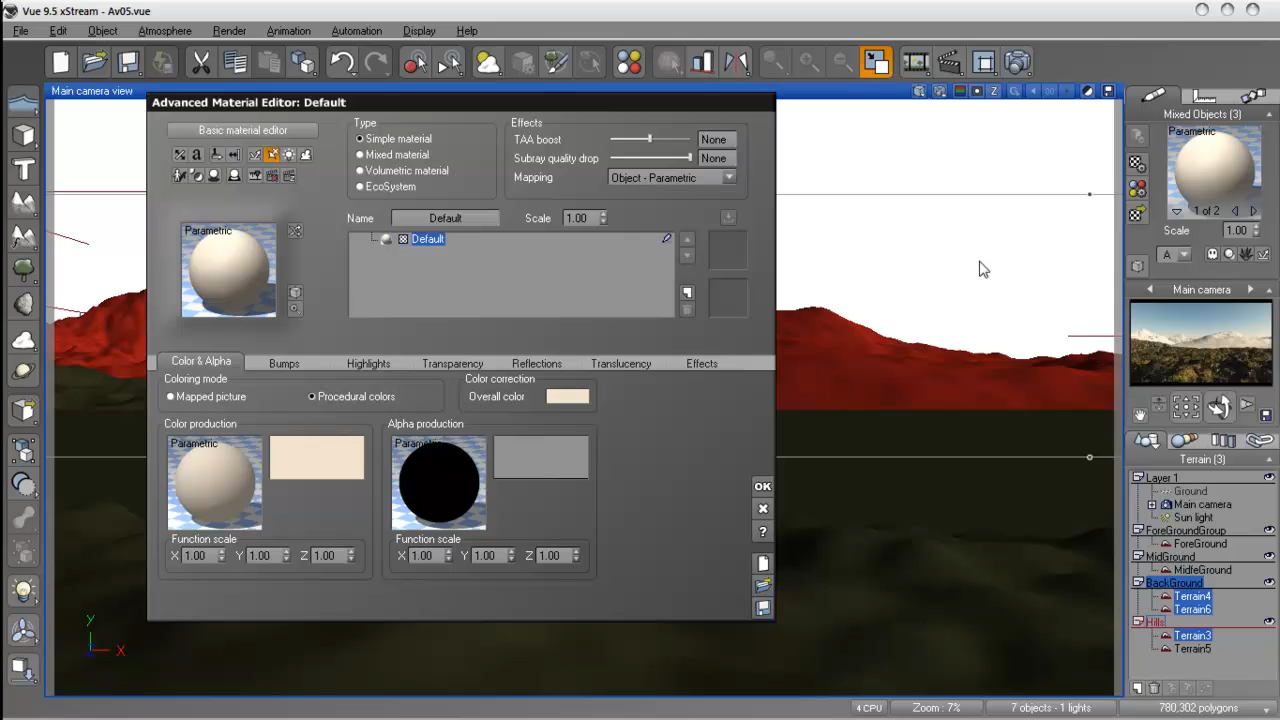 Vue 9.5 xStream - Av05.vue
File Edit Object Atmosphere Render Animation Automation Display Help
Main camera view
Z
Advanced Material Editor: Default
Basic material editor
a
Type
Simple material
Mixed material
Volumetric material
EcoSystem
Effects
TAA boost None
Subray quality drop None
Mapping Object - Parametric
Name Default Scale 1.00
Parametric
Default
Color & Alpha Bumps Highlights Transparency Reflections Translucency Effects
Coloring mode
Mapped picture Procedural colors
Color correction
Overall color
Color production
Parametric
Function scale
X 1.00 Y 1.00 Z 1.00
Alpha production
Parametric
Function scale
X 1.00 Y 1.00 Z 1.00
OK
?
Y
X
Mixed Objects (3)
Parametric
1 of 2
Scale 1.00
A
Main camera
Terrain (3)
Layer 1
Ground
Main camera
Sun light
ForeGroundGroup
ForeGround
MidGround
MidfeGround
BackGround
Terrain4
Terrain6
Hills
Terrain3
Terrain5
4 CPU Zoom : 7% 7 objects - 1 lights 780,302 polygons